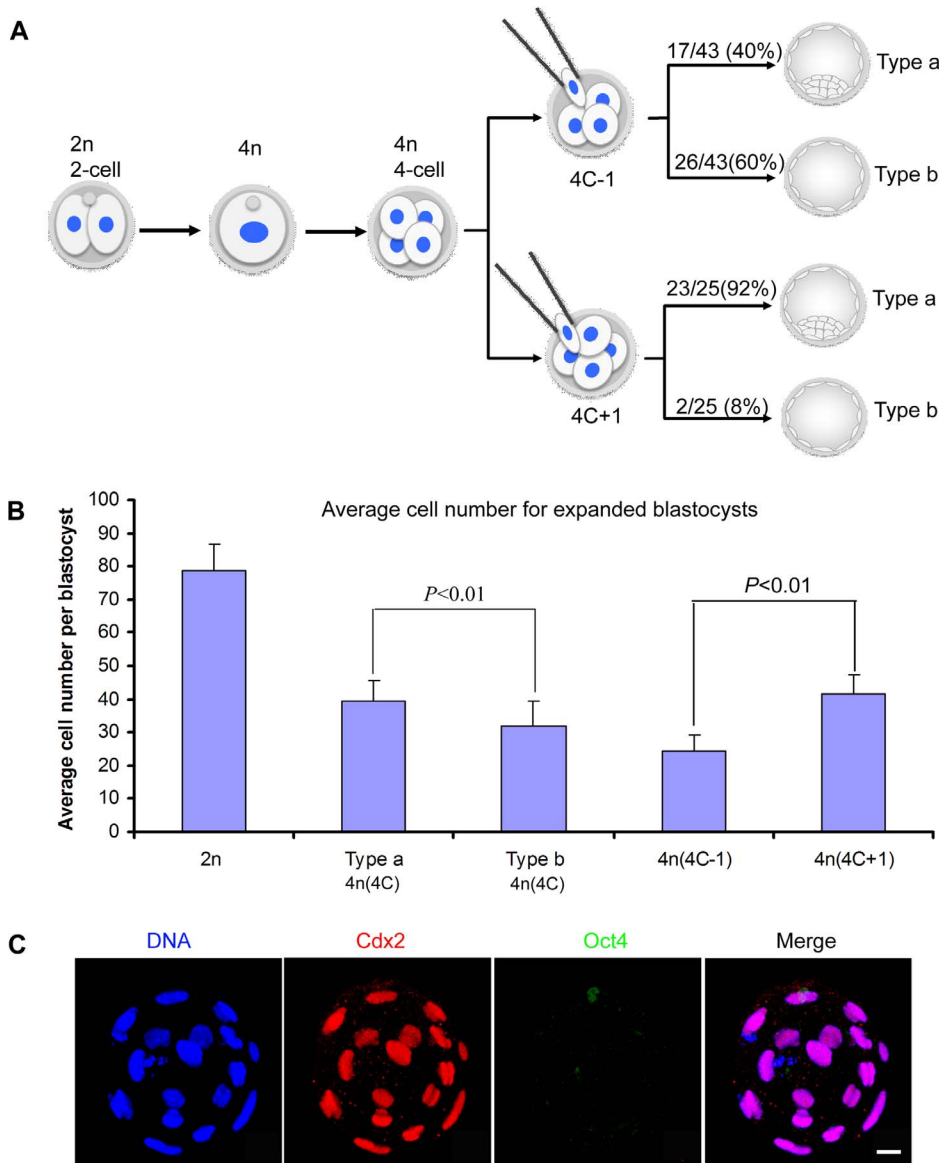 A
2n
2-cell
4n
4n
4-cell
4C-1
17/43 (40%)
Type a
26/43(60%)
Type b
4C+1
23/25(92%)
Type a
2/25 (8%)
Type b
B
Average cell number for expanded blastocysts
Average cell number per blastocyst
100
90
80
70
60
50
40
30
20
10
0
P<0.01
P<0.01
2n
Type a
4n(4C)
Type b
4n(4C)
4n(4C-1)
4n(4C+1)
C
DNA
Cdx2
Oct4
Merge